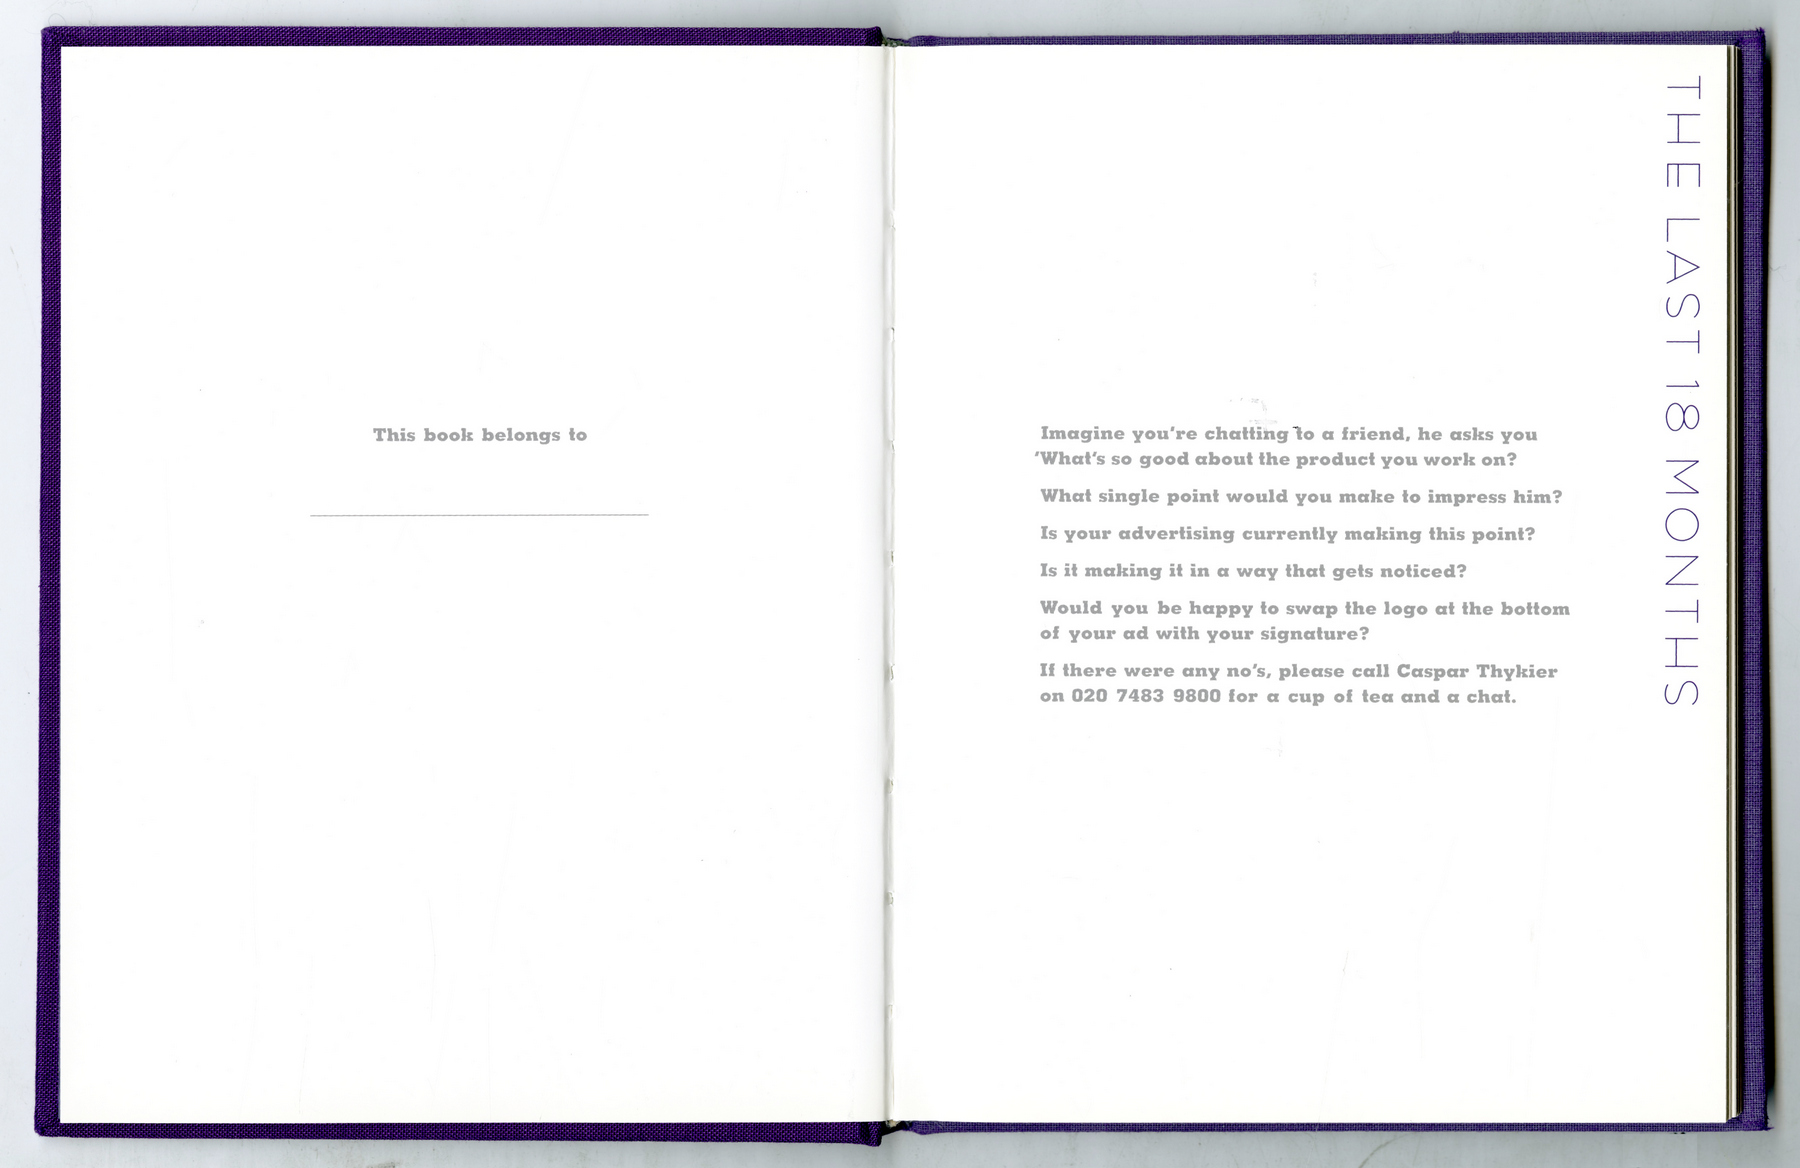 This book belongs to
Imagine you're chatting to a friend, he asks you
'What's so good about the product you work on?
What single point would you make to impress him?
Is your advertising currently making this point?
Is it making it in a way that gets noticed?
Would you be happy to swap the logo at the bottom
of your ad with your signature?
If there were any no's, please call Caspar Thykier
on 020 7483 9800 for a cup of tea and a chat.
THE LAST 18 MONTHS